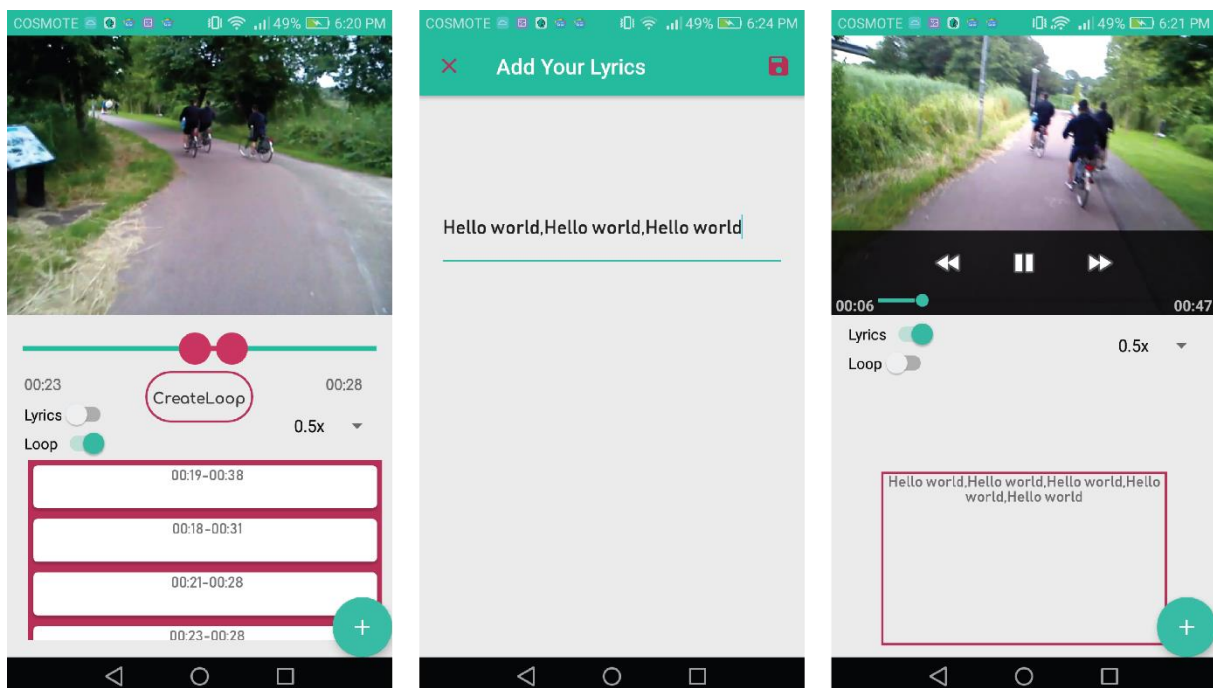 COSMOTE 49% 6:20 PM
00:23 00:28
CreateLoop
Lyrics
0.5x
Loop
00:19-00:38
00:18-00:31
00:21-00:28
00:23-00:28
+
COSMOTE 49% 6:24 PM
Add Your Lyrics
Hello world,Hello world,Hello world
COSMOTE 49% 6:21 PM
00:06 00:47
Lyrics
0.5x
Loop
Hello world,Hello world,Hello world,Hello
world,Hello world
+